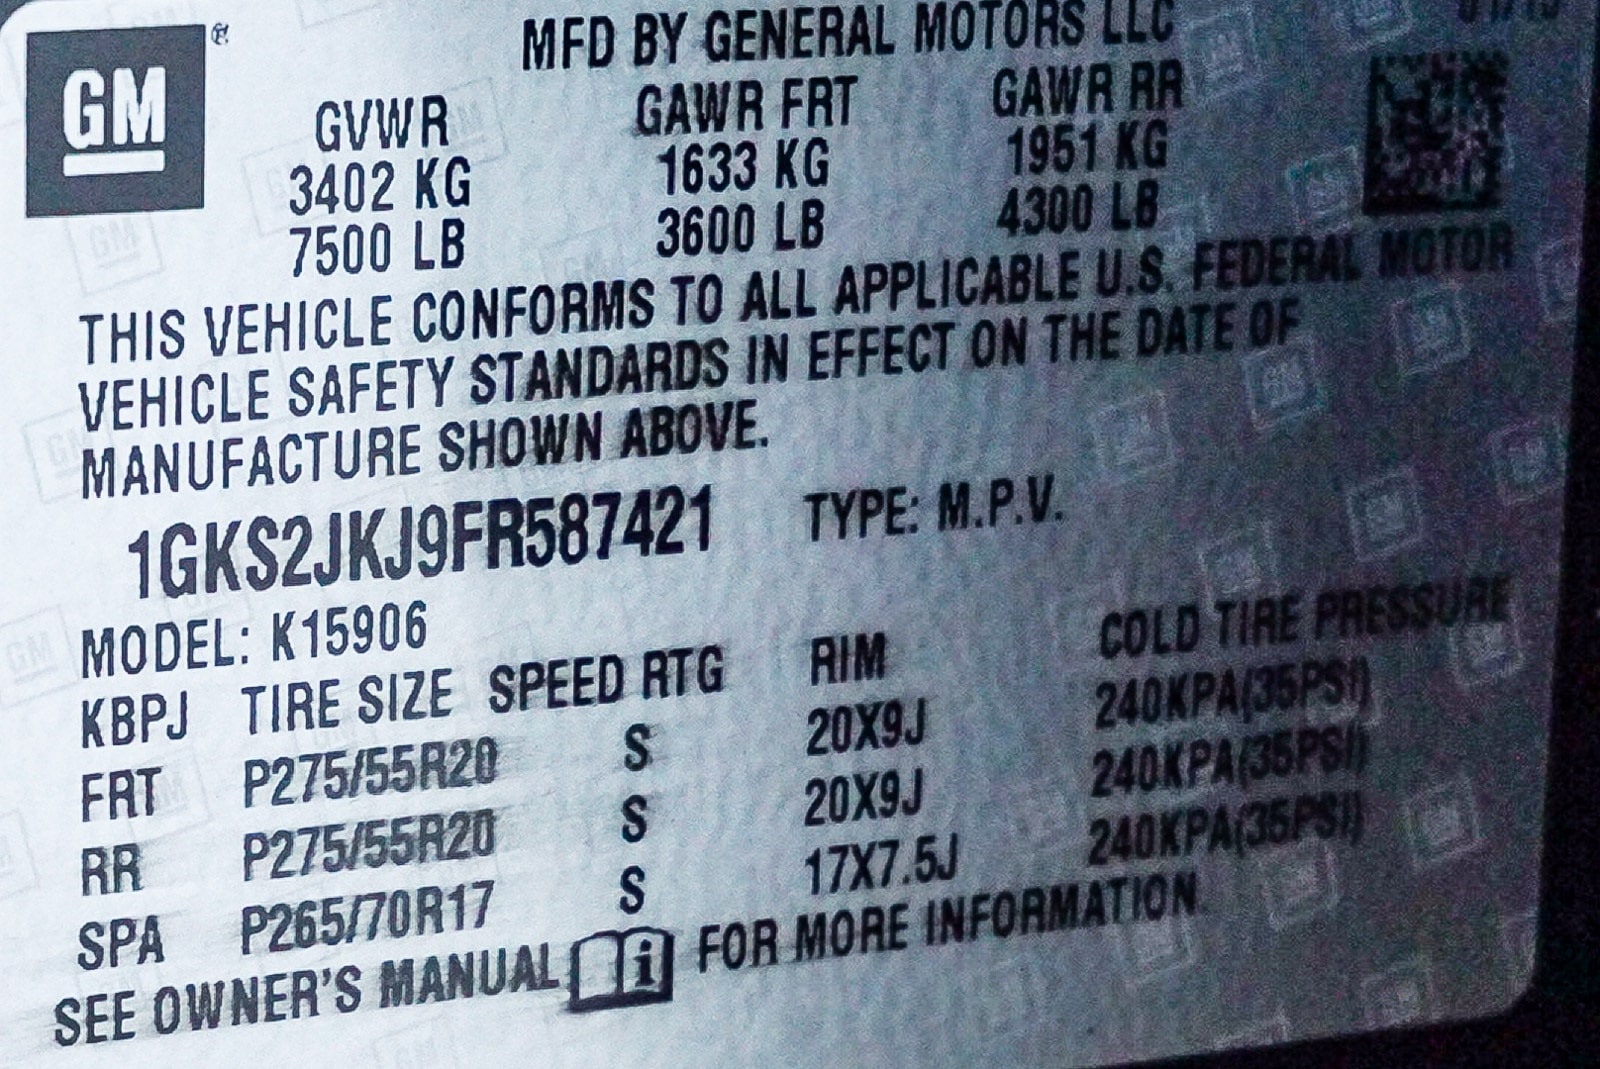 GM ®
MFD BY GENERAL MOTORS LLC
GVWR GAWR FRT GAWR RR
3402 KG 1633 KG 1951 KG
7500 LB 3600 LB 4300 LB
THIS VEHICLE CONFORMS TO ALL APPLICABLE U.S. FEDERAL MOTOR
VEHICLE SAFETY STANDARDS IN EFFECT ON THE DATE OF
MANUFACTURE SHOWN ABOVE.
1GKS2JKJ9FR587421 TYPE: M.P.V.
MODEL: K15906
KBPJ TIRE SIZE SPEED RTG RIM COLD TIRE PRESSURE
FRT P275/55R20 S 20X9J 240KPA(35PSI)
RR P275/55R20 S 20X9J 240KPA(35PSI)
SPA P265/70R17 S 17X7.5J 240KPA(35PSI)
SEE OWNER'S MANUAL i FOR MORE INFORMATION.